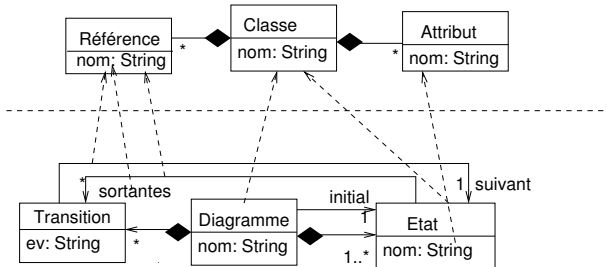 Référence
nom: String
*
Classe
nom: String
*
Attribut
nom: String
*
sortantes
1
suivant
initial
1
Transition
ev: String
*
Diagramme
nom: String
1..*
Etat
nom: String